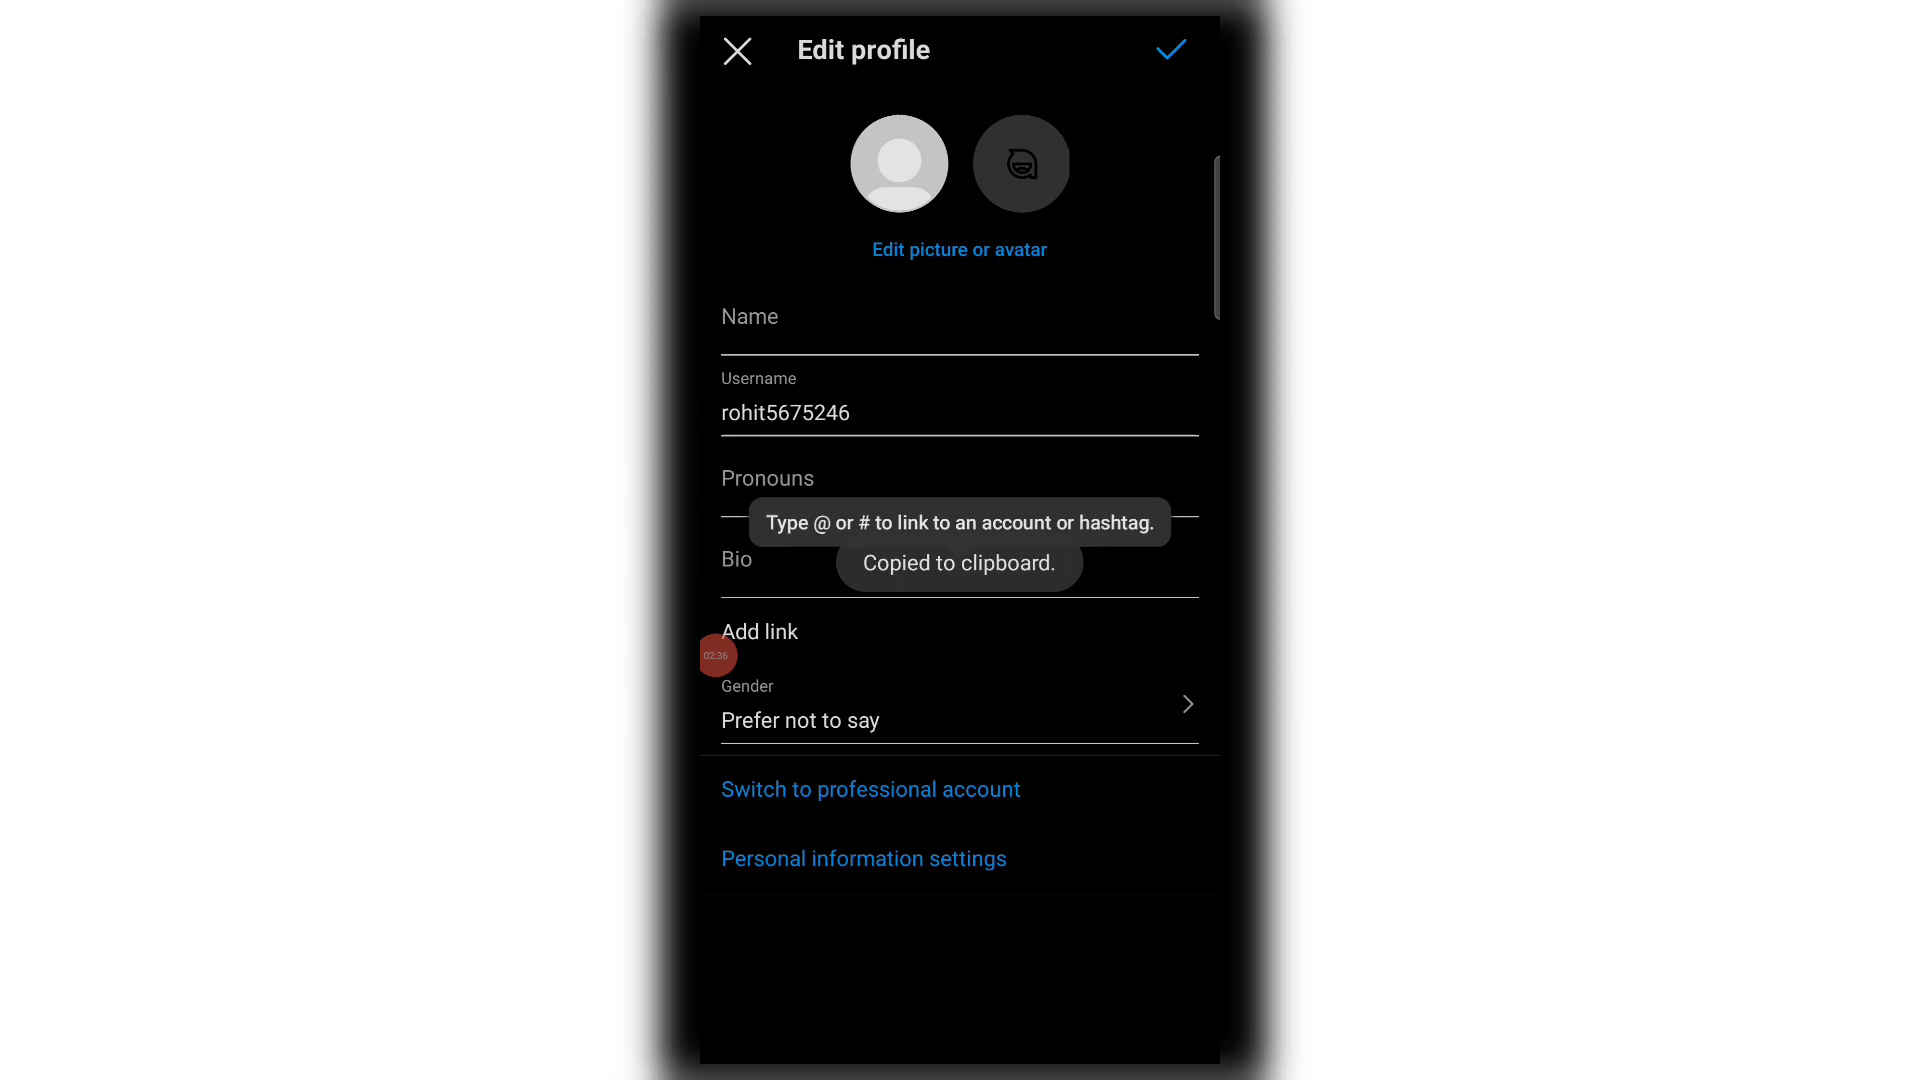 Edit profile
Edit picture or avatar
Name
Username
rohit5675246
Pronouns
Type @ or # to link to an account or hashtag.
Bio
Copied to clipboard.
Add link
02:36
Gender
Prefer not to say
Switch to professional account
Personal information settings